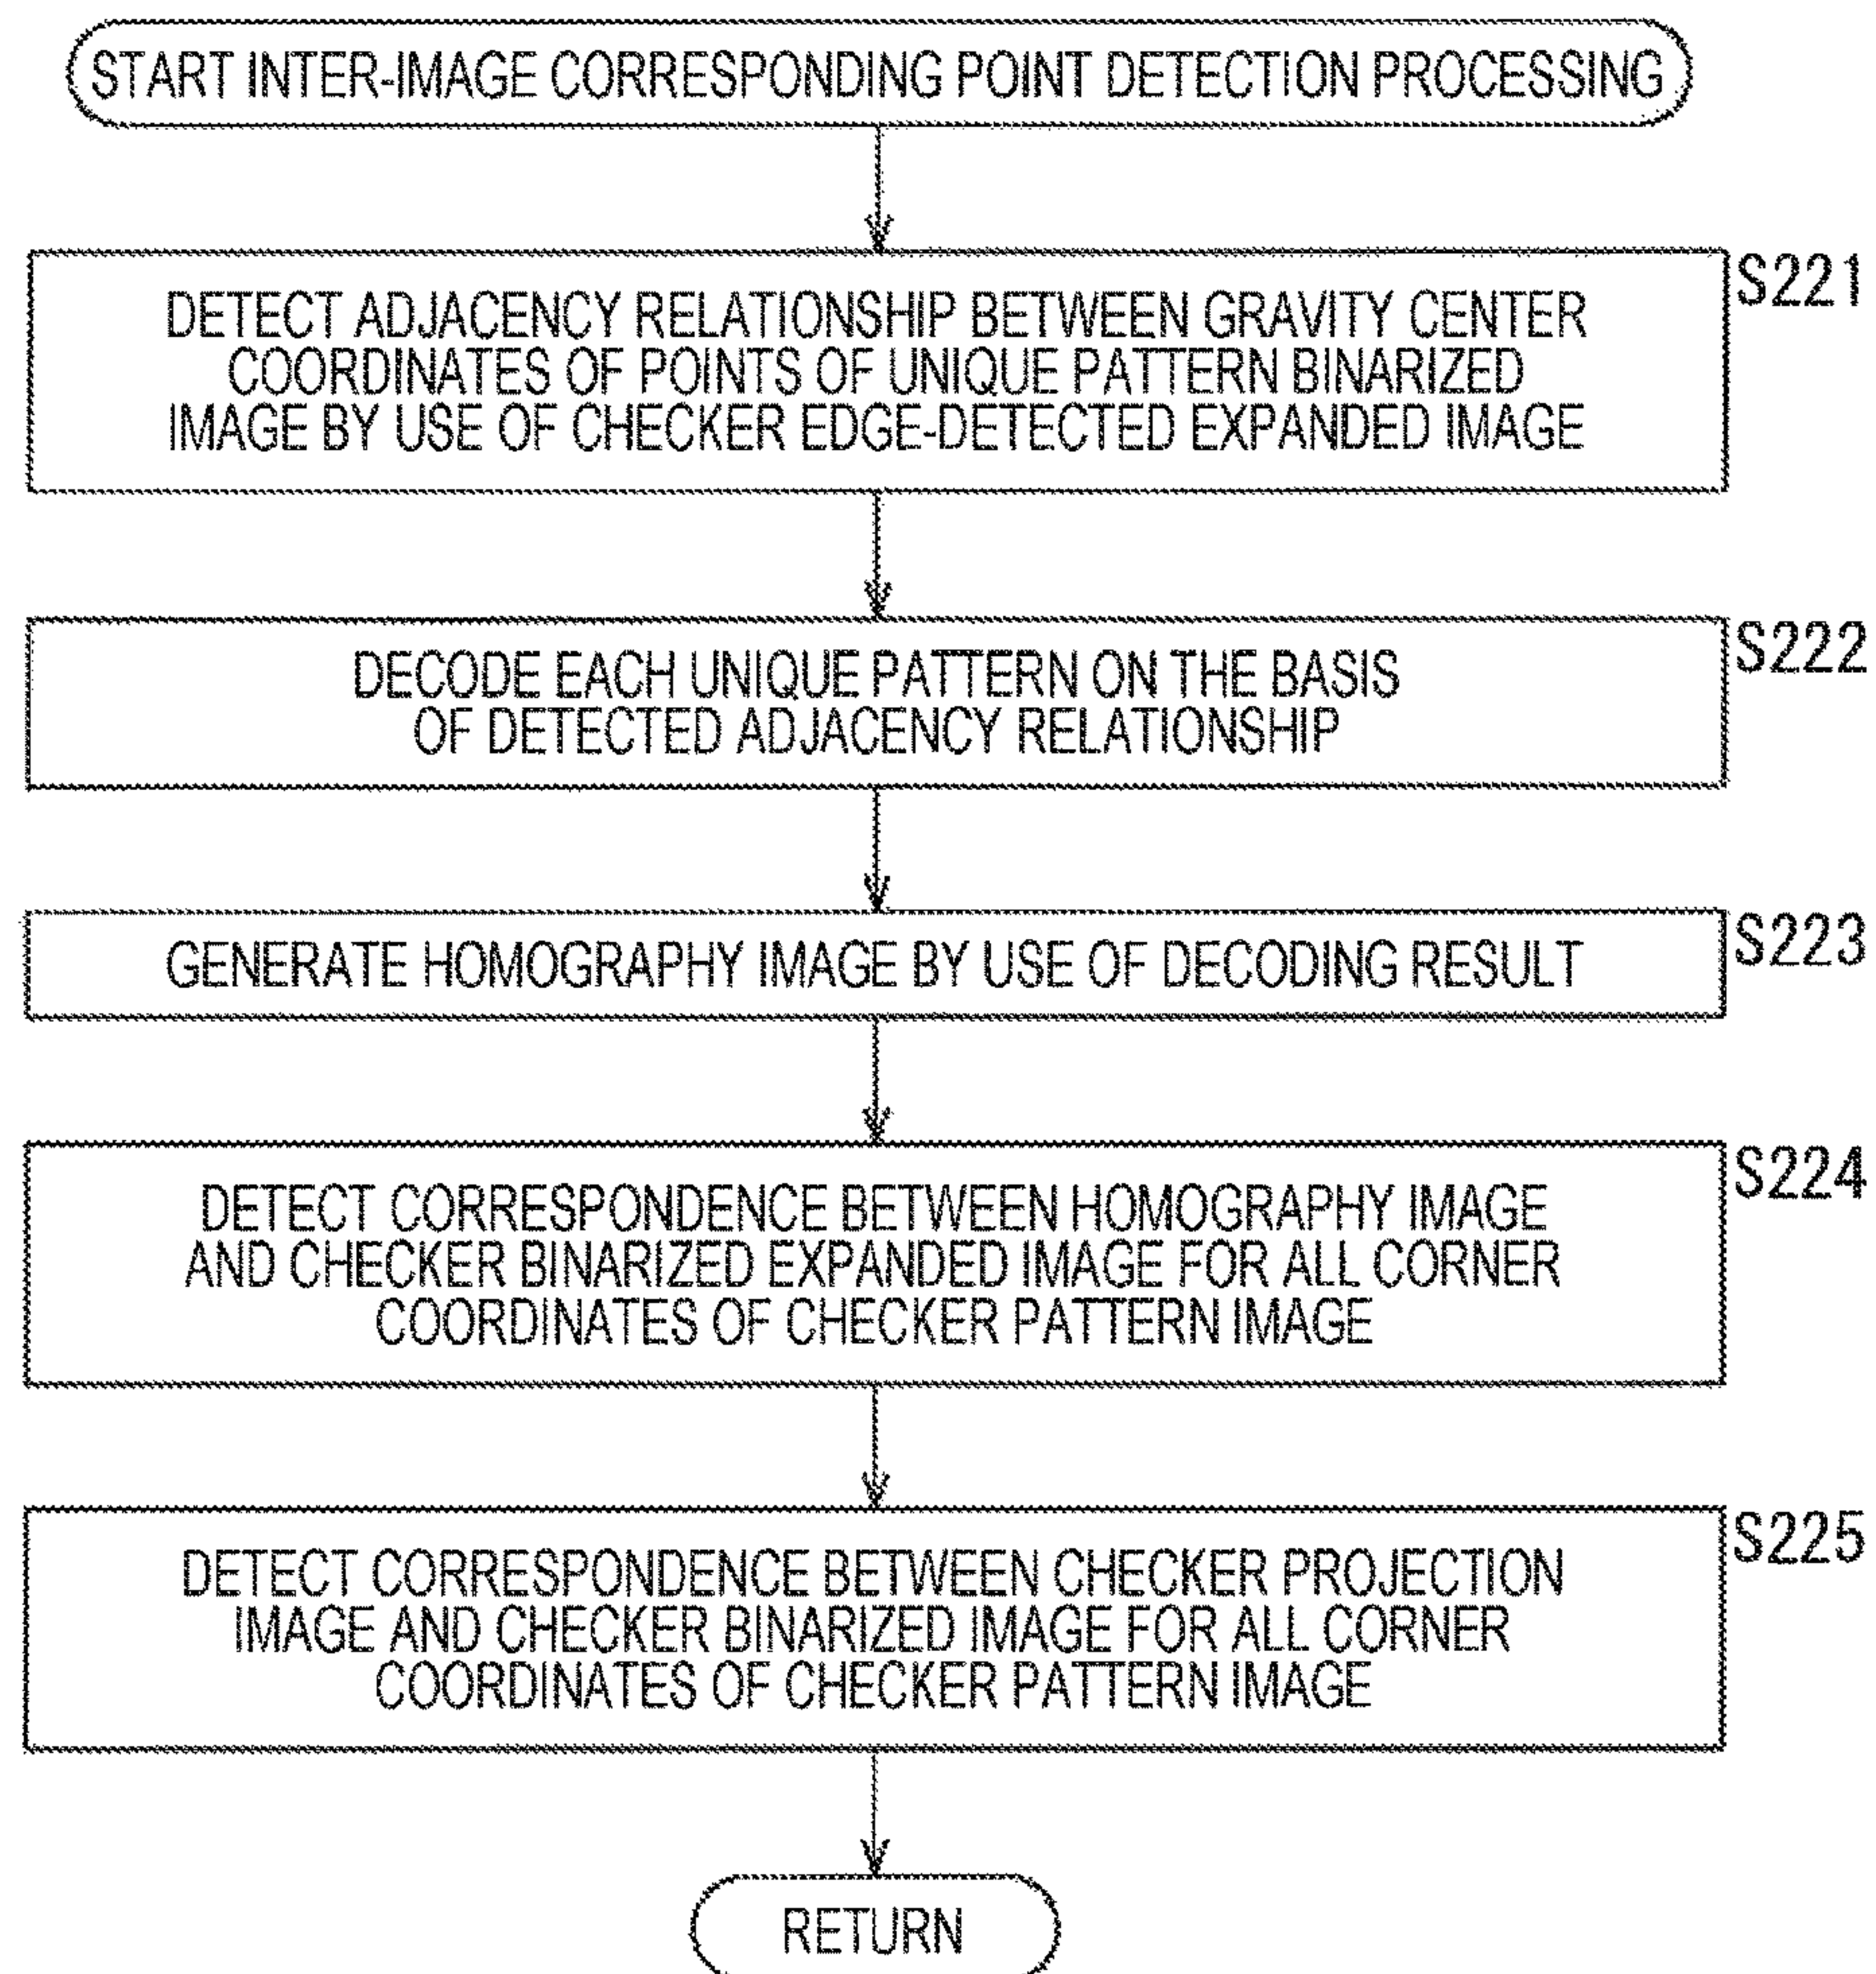 START INTER-IMAGE CORRESPONDING POINT DETECTION PROCESSING
S221
DETECT ADJACENCY RELATIONSHIP BETWEEN GRAVITY CENTER
COORDINATES OF POINTS OF UNIQUE PATTERN BINARIZED
IMAGE BY USE OF CHECKER EDGE-DETECTED EXPANDED IMAGE
S222
DECODE EACH UNIQUE PATTERN ON THE BASIS
OF DETECTED ADJACENCY RELATIONSHIP
S223
GENERATE HOMOGRAPHY IMAGE BY USE OF DECODING RESULT
S224
DETECT CORRESPONDENCE BETWEEN HOMOGRAPHY IMAGE
AND CHECKER BINARIZED EXPANDED IMAGE FOR ALL CORNER
COORDINATES OF CHECKER PATTERN IMAGE
S225
DETECT CORRESPONDENCE BETWEEN CHECKER PROJECTION
IMAGE AND CHECKER BINARIZED IMAGE FOR ALL CORNER
COORDINATES OF CHECKER PATTERN IMAGE
RETURN